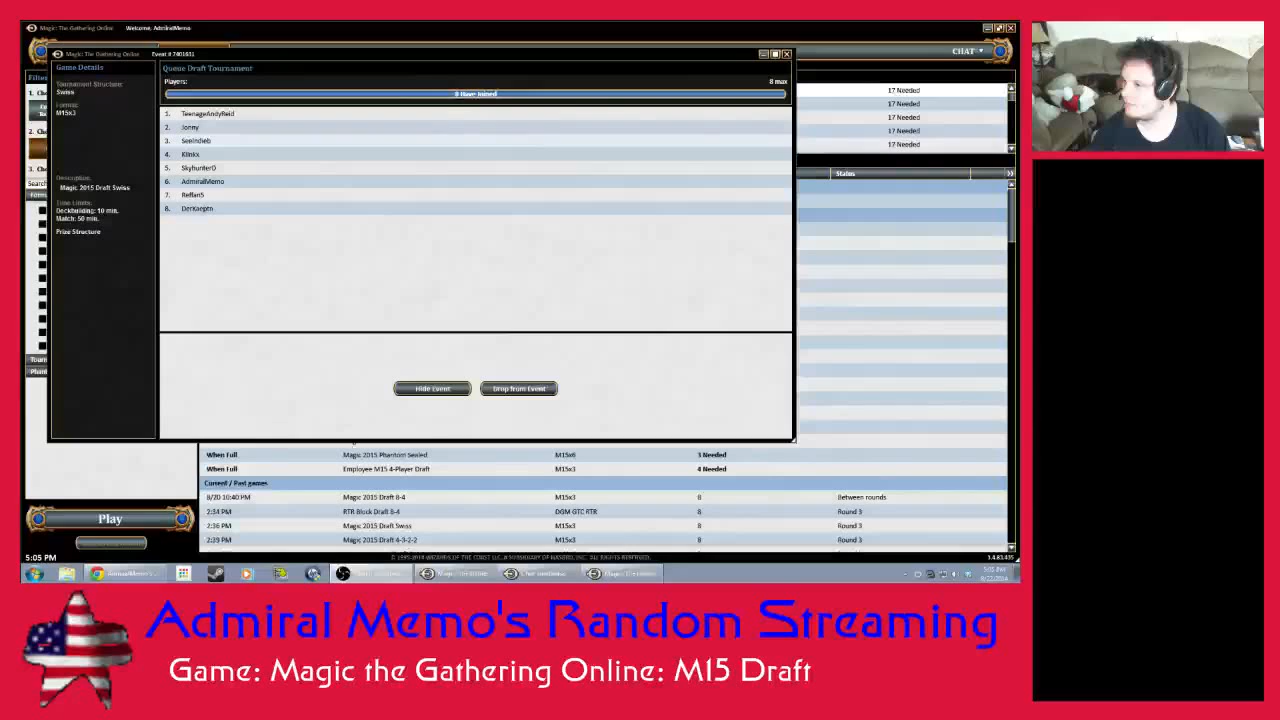 Magic: The Gathering Online Welcome, AdmiralMemo
Magic: The Gathering Online Event # 7401631
CHAT
Game Details
Tournament Structure:
Swiss
Format:
M15x3
Description:
Magic 2015 Draft Swiss
Time Limits:
Deckbuilding: 10 min.
Match: 50 min.
Prize Structure
Queue Draft Tournament
Players: 8 max
8 Have Joined
1. TeenageAndyReid
2. Jonny
3. Seeindieb
4. Klinkx
5. Skyhunter0
6. AdmiralMemo
7. Reflan5
8. DerKaeptn
Hide Event Drop from Event
17 Needed
17 Needed
17 Needed
17 Needed
17 Needed
Status
When Full Magic 2015 Phantom Sealed M15x6 3 Needed
When Full Employee M15 4-Player Draft M15x3 4 Needed
Current / Past games
8/20 10:40 PM Magic 2015 Draft 8-4 M15x3 8 Between rounds
2:34 PM RTR Block Draft 8-4 DGM GTC RTR 8 Round 3
2:36 PM Magic 2015 Draft Swiss M15x3 8 Round 3
2:39 PM Magic 2015 Draft 4-3-2-2 M15x3 8 Round 3
Play
5:05 PM
Admiral Memo's Random Streaming
Game: Magic the Gathering Online: M15 Draft